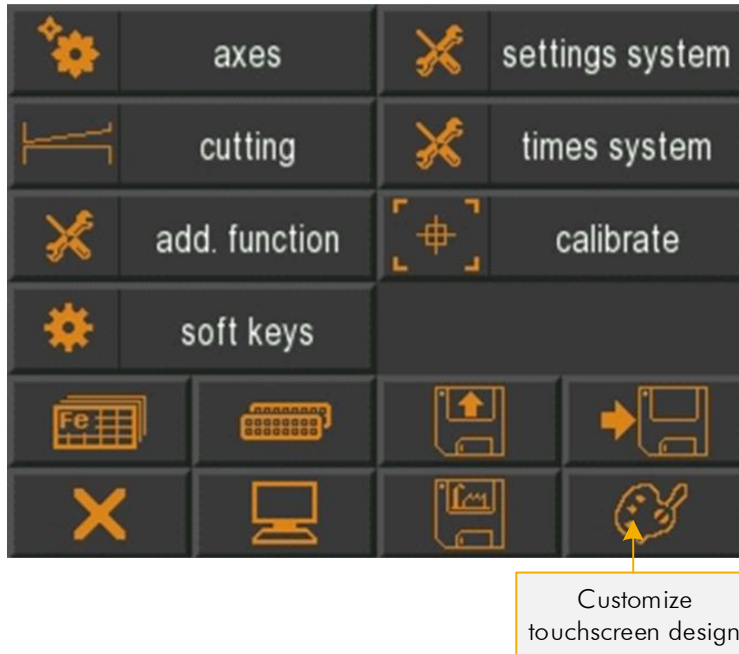 axes
settings system
cutting
times system
add. function
calibrate
soft keys
Fe
Customize
touchscreen design